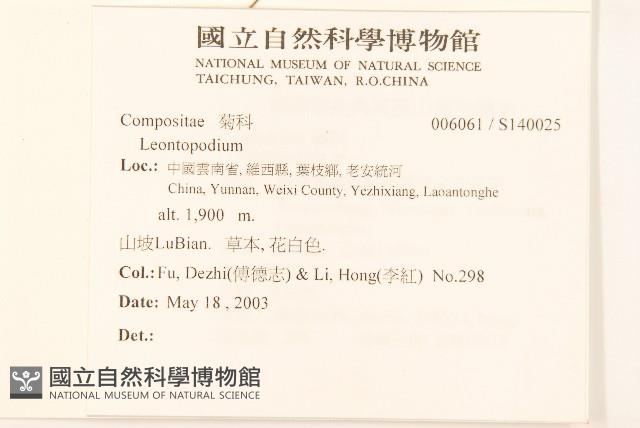 國立自然科學博物館
NATIONAL MUSEUM OF NATURAL SCIENCE
TAICHUNG, TAIWAN, R.O.CHINA
Compositae 菊科 006061 / S140025
Leontopodium
Loc.: 中國雲南省, 維西縣, 葉枝鄉, 老安統河
China, Yunnan, Weixi County, Yezhixiang, Laoantonghe
alt. 1,900 m.
山坡LuBian. 草本, 花白色.
Col.: Fu, Dezhi(傅德志) & Li, Hong(李紅) No.298
Date: May 18 , 2003
Det.:
國立自然科學博物館
NATIONAL MUSEUM OF NATURAL SCIENCE